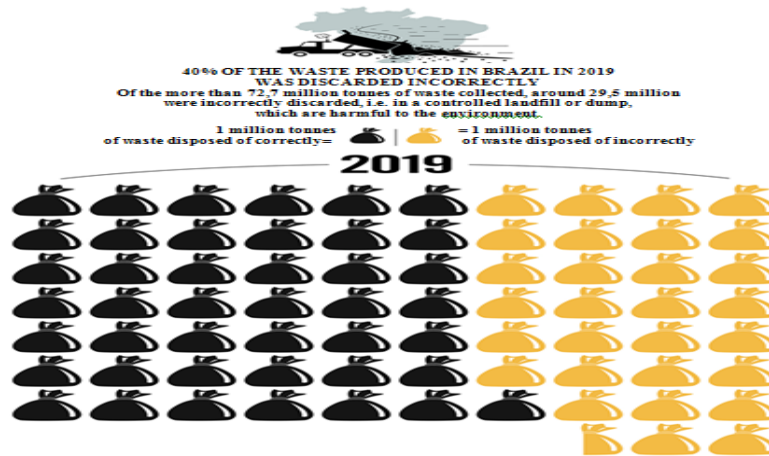 40% OF THE WASTE PRODUCED IN BRAZIL IN 2019
WAS DISCARDED INCORRECTLY
Of the more than 72,7 million tonnes of waste collected, around 29,5 million
were incorrectly discarded, i.e. in a controlled landfill or dump,
which are harmful to the environment.
1 million tonnes
of waste disposed of correctly=
= 1 million tonnes
of waste disposed of incorrectly
2019